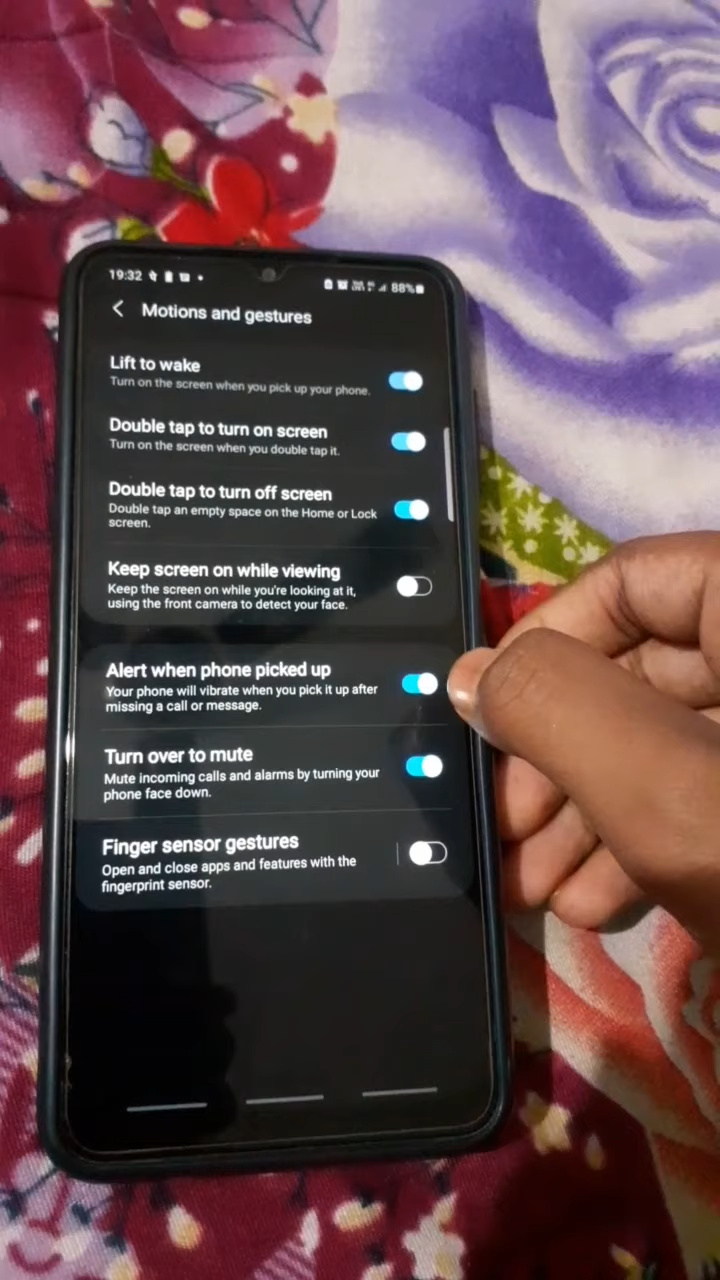 19:32
88%
Motions and gestures
Lift to wake
Turn on the screen when you pick up your phone.
Double tap to turn on screen
Turn on the screen when you double tap it.
Double tap to turn off screen
Double tap an empty space on the Home or Lock
screen.
Keep screen on while viewing
Keep the screen on while you're looking at it,
using the front camera to detect your face.
Alert when phone picked up
Your phone will vibrate when you pick it up after
missing a call or message.
Turn over to mute
Mute incoming calls and alarms by turning your
phone face down.
Finger sensor gestures
Open and close apps and features with the
fingerprint sensor.